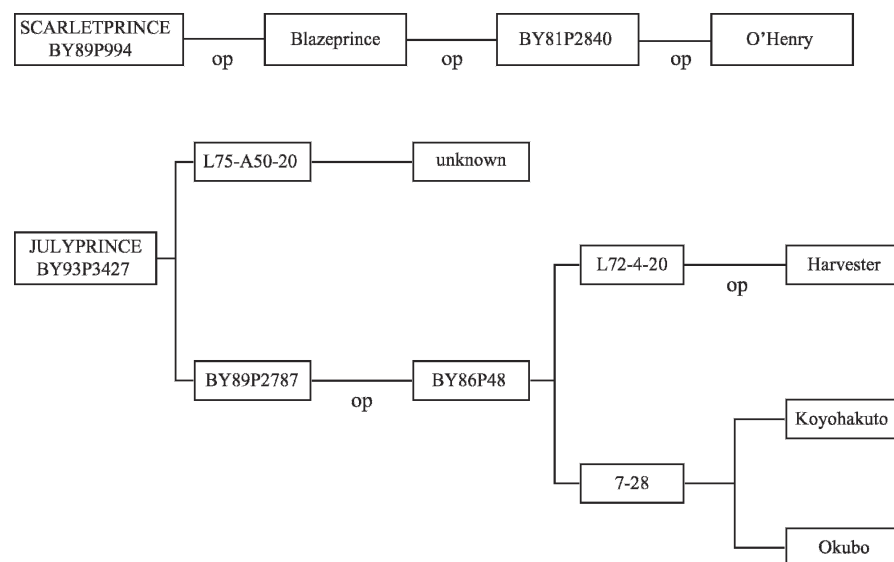 SCARLETPRINCE
BY89P994
op
Blazeprince
op
BY81P2840
op
O’Henry
L75-A50-20
unknown
JULYPRINCE
BY93P3427
L72-4-20
op
Harvester
BY89P2787
op
BY86P48
Koyohakuto
7-28
Okubo